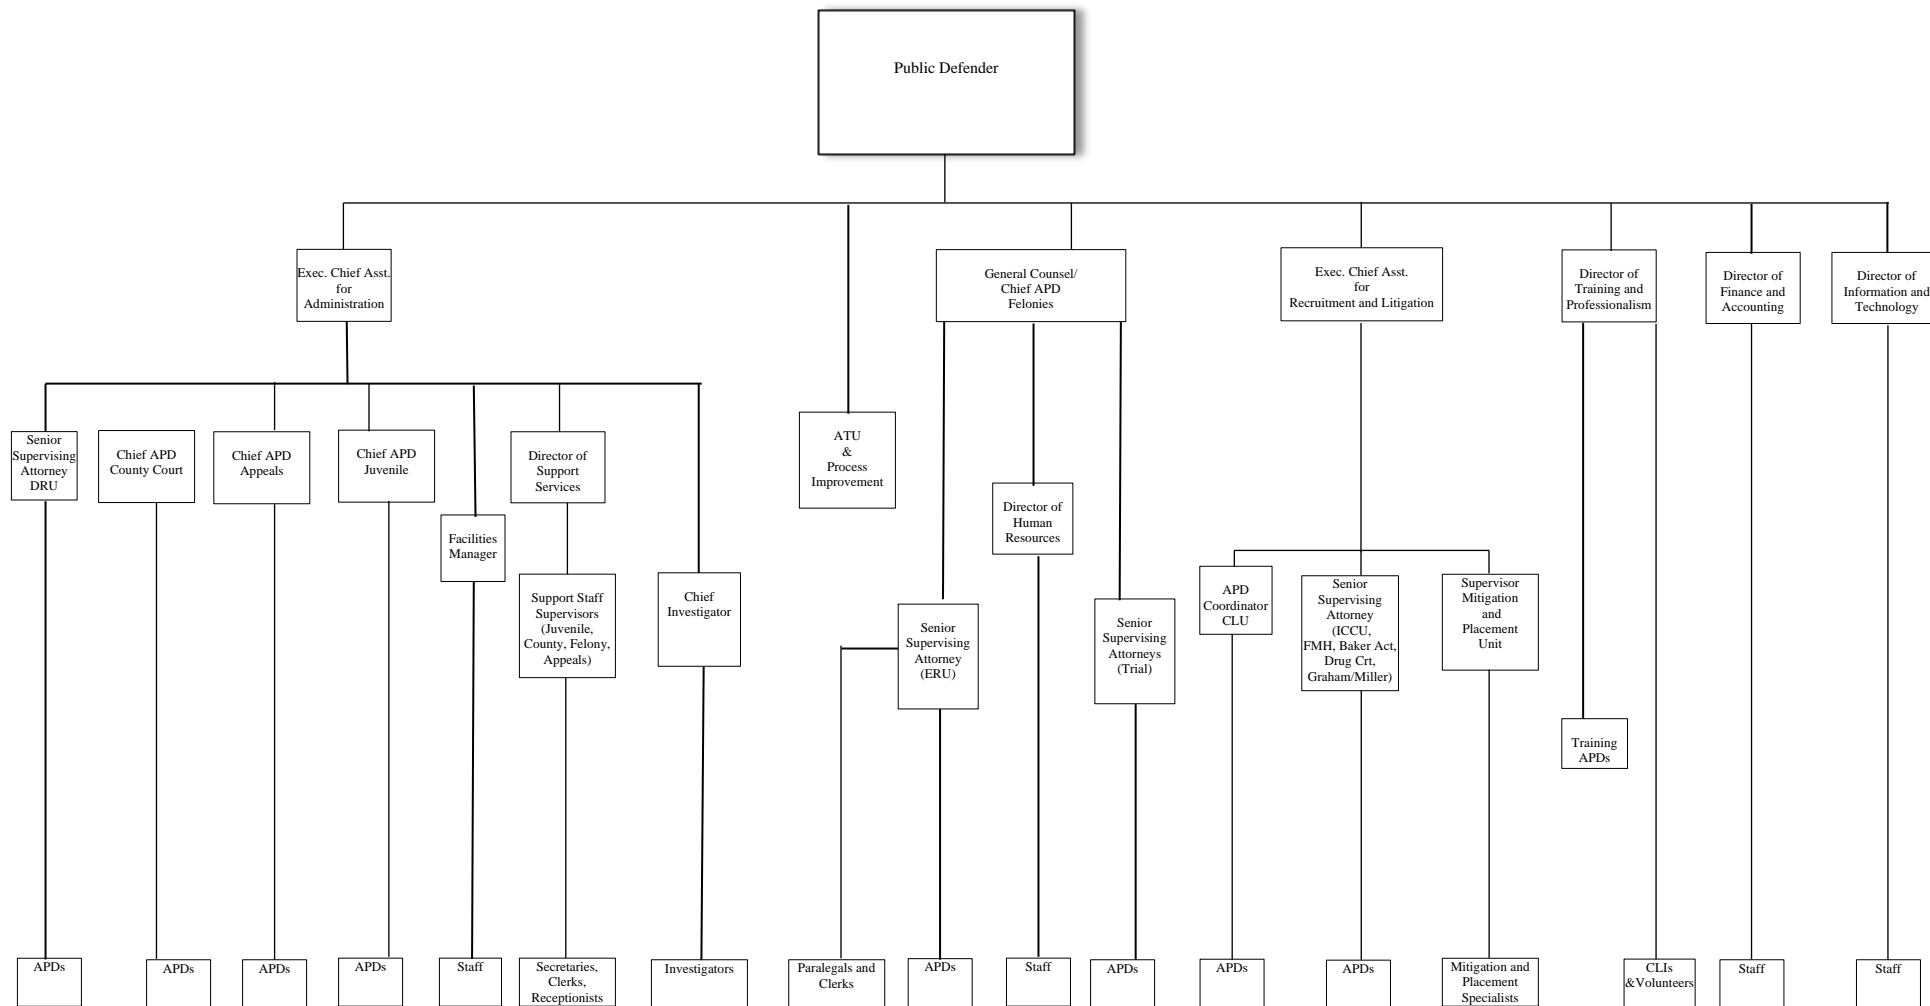 Public Defender
Exec. Chief Asst.
for
Administration
General Counsel/
Chief APD
Felonies
Exec. Chief Asst.
for
Recruitment and Litigation
Director of
Training and
Professionalism
Director of
Finance and
Accounting
Director of
Information and
Technology
Senior
Supervising
Attorney
DRU
Chief APD
County Court
Chief APD
Appeals
Chief APD
Juvenile
Director of
Support
Services
ATU
&
Process
Improvement
Facilities
Manager
Director of
Human
Resources
Support Staff
Supervisors
(Juvenile,
County, Felony,
Appeals)
Chief
Investigator
Senior
Supervising
Attorney
(ERU)
Senior
Supervising
Attorneys
(Trial)
APD
Coordinator
CLU
Senior
Supervising
Attorney
(ICCU,
FMH, Baker Act,
Drug Crt,
Graham/Miller)
Supervisor
Mitigation
and
Placement
Unit
Training
APDs
APDs
APDs
APDs
APDs
Staff
Secretaries,
Clerks,
Receptionists
Investigators
Paralegals and
Clerks
APDs
Staff
APDs
APDs
APDs
Mitigation and
Placement
Specialists
CLIs
&Volunteers
Staff
Staff